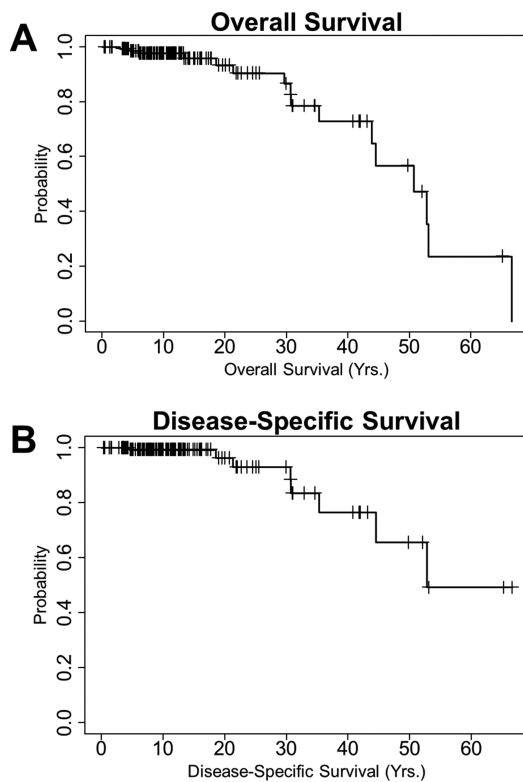 A
Overall Survival
Probability
1.0
0.8
0.6
0.4
0.2
0.0
0 10 20 30 40 50 60
Overall Survival (Yrs.)
B
Disease-Specific Survival
Probability
1.0
0.8
0.6
0.4
0.2
0.0
0 10 20 30 40 50 60
Disease-Specific Survival (Yrs.)